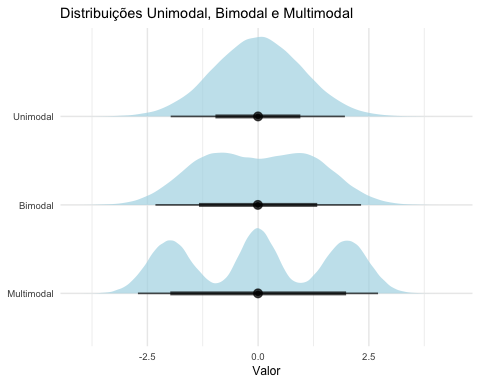 Distribuições Unimodal, Bimodal e Multimodal
Unimodal
Bimodal
Multimodal
-2.5
0.0
2.5
Valor